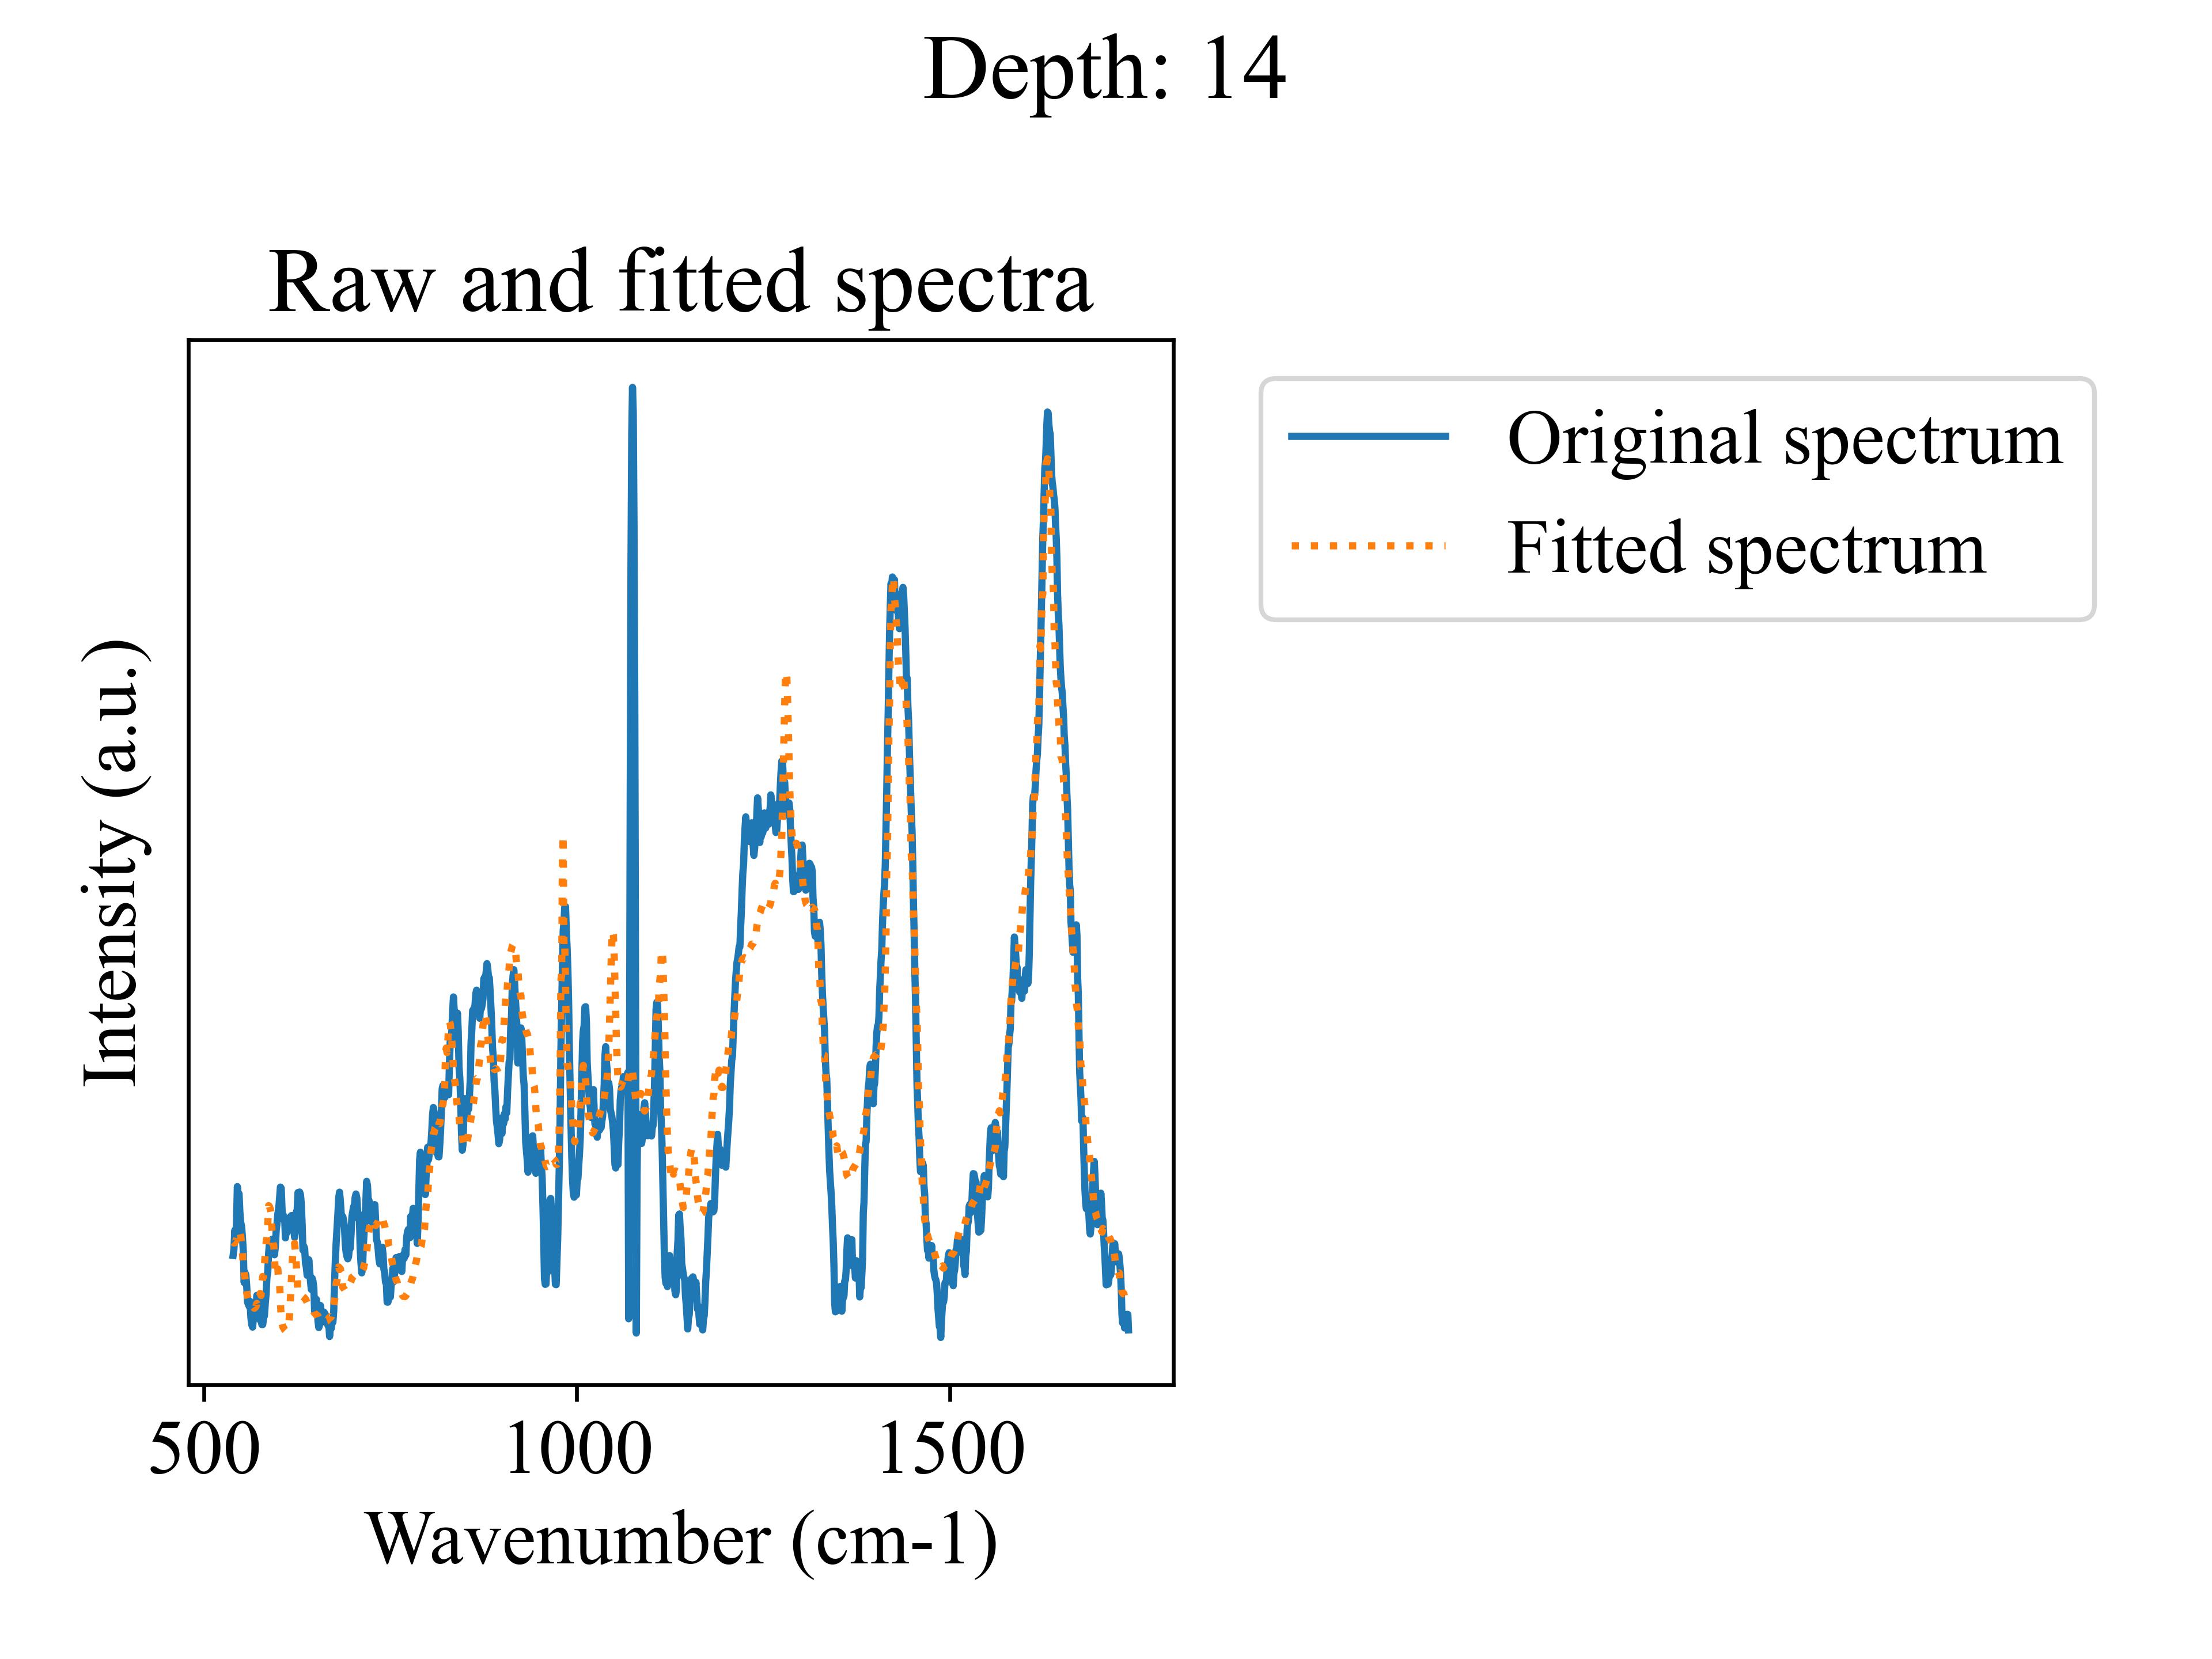 Depth: 14
Raw and fitted spectra
Original spectrum
Fitted spectrum
Intensity (a.u.)
500 1000 1500
Wavenumber (cm-1)